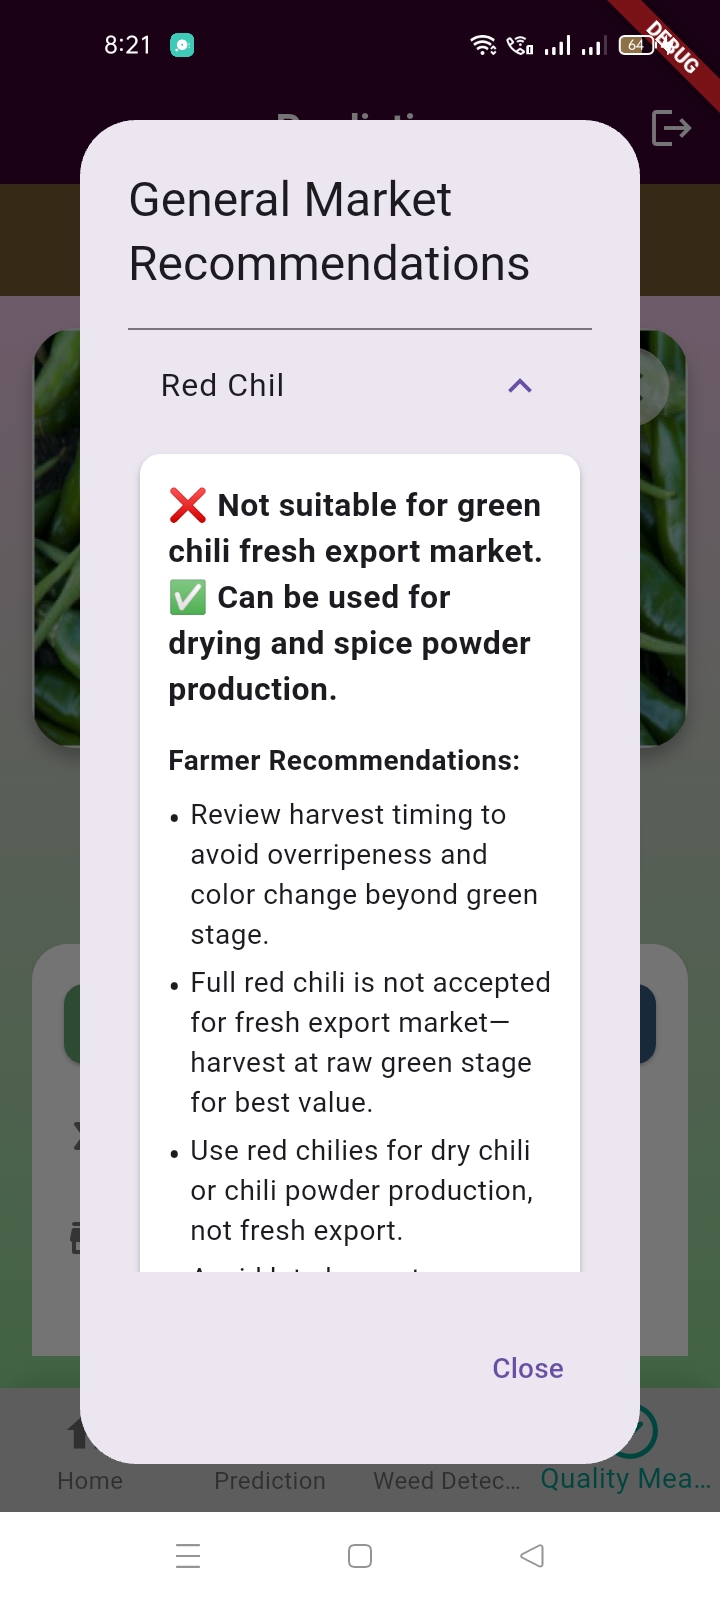 8:21
64
DEBUG
General Market
Recommendations
Red Chil
❌ Not suitable for green
chili fresh export market.
✅ Can be used for
drying and spice powder
production.
Farmer Recommendations:
• Review harvest timing to
avoid overripeness and
color change beyond green
stage.
• Full red chili is not accepted
for fresh export market—
harvest at raw green stage
for best value.
• Use red chilies for dry chili
or chili powder production,
not fresh export.
Close
Home
Prediction
Weed Detec...
Quality Mea...